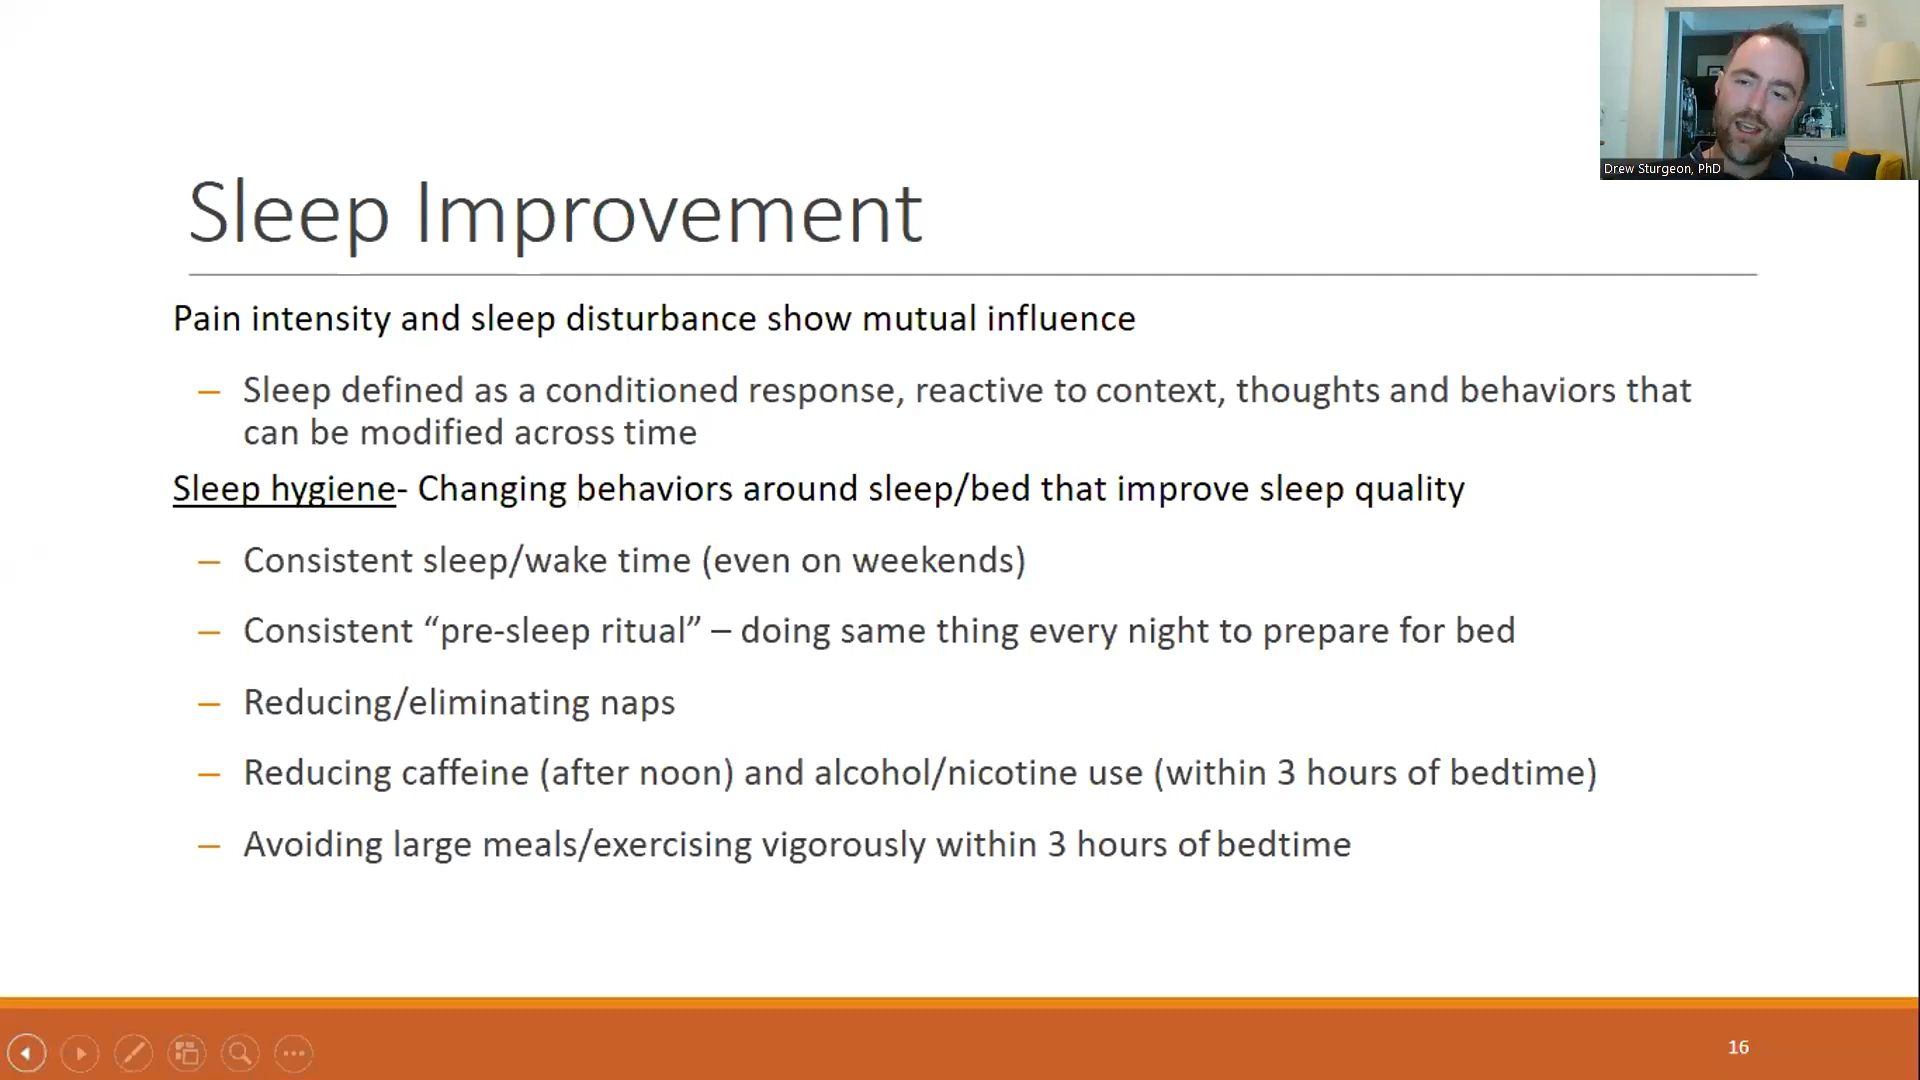 Drew Sturgeon, PhD
Sleep Improvement
Pain intensity and sleep disturbance show mutual influence
– Sleep defined as a conditioned response, reactive to context, thoughts and behaviors that
can be modified across time
Sleep hygiene- Changing behaviors around sleep/bed that improve sleep quality
– Consistent sleep/wake time (even on weekends)
– Consistent “pre-sleep ritual” – doing same thing every night to prepare for bed
– Reducing/eliminating naps
– Reducing caffeine (after noon) and alcohol/nicotine use (within 3 hours of bedtime)
– Avoiding large meals/exercising vigorously within 3 hours of bedtime
16